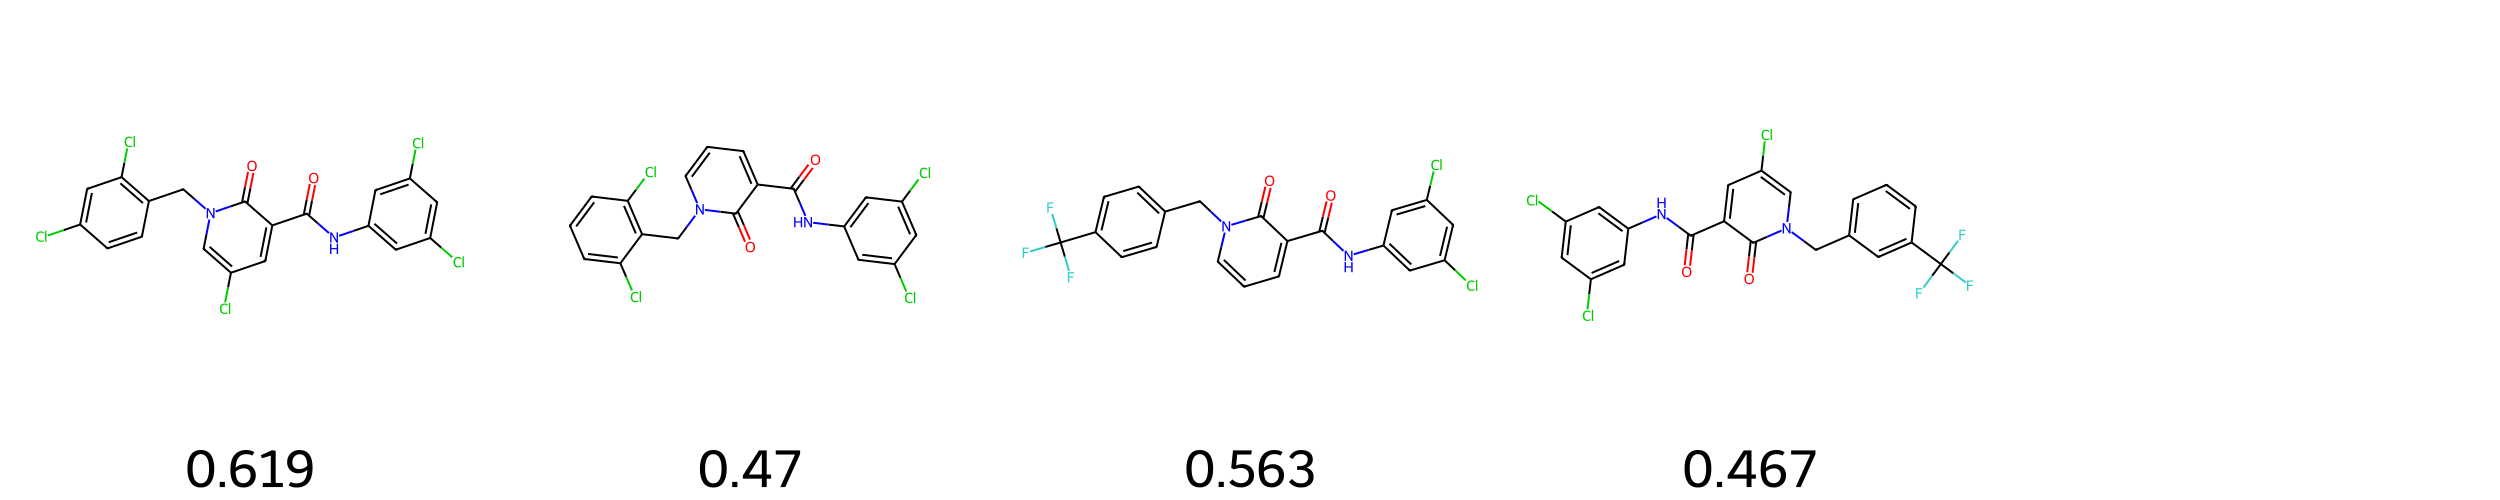 Cl Cl N O Cl O N H Cl Cl
Cl Cl N O O HN Cl Cl
F F F N O O N H Cl Cl
Cl Cl H N O Cl O N F F F
0.619 0.47 0.563 0.467